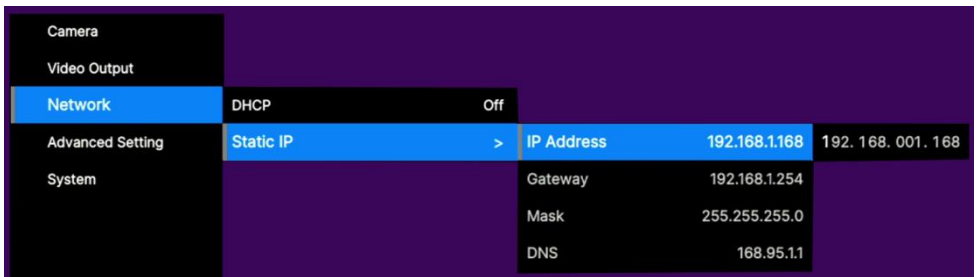 Camera
Video Output
Network
DHCP Off
Advanced Setting
Static IP >
IP Address 192.168.1.168 192. 168. 001. 168
System
Gateway 192.168.1.254
Mask 255.255.255.0
DNS 168.95.1.1